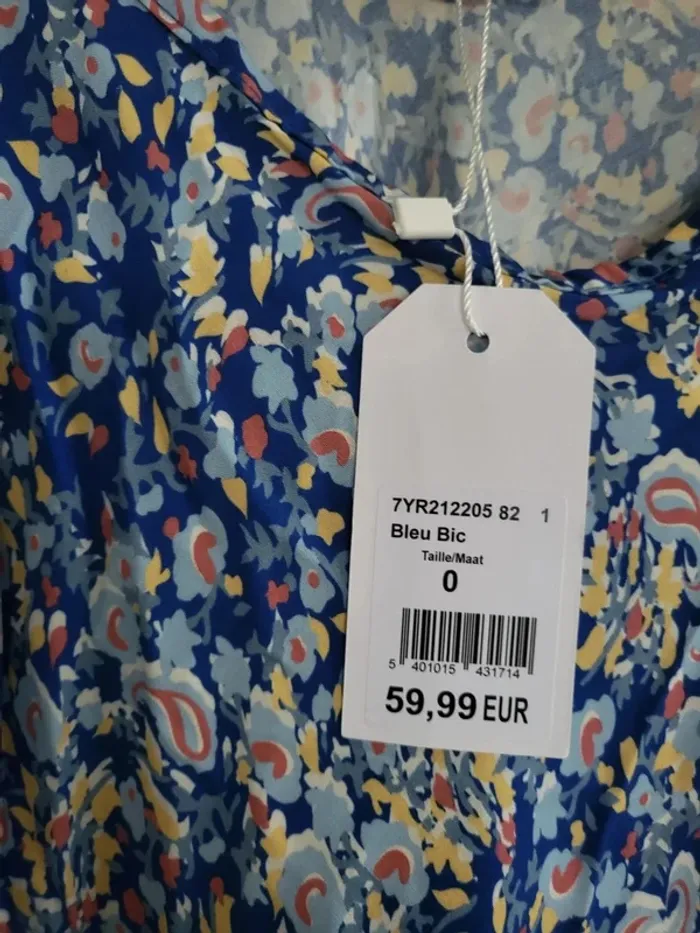 7YR212205 82 1
Bleu Bic
Taille/Maat
0
5 401015 431714
59,99 EUR